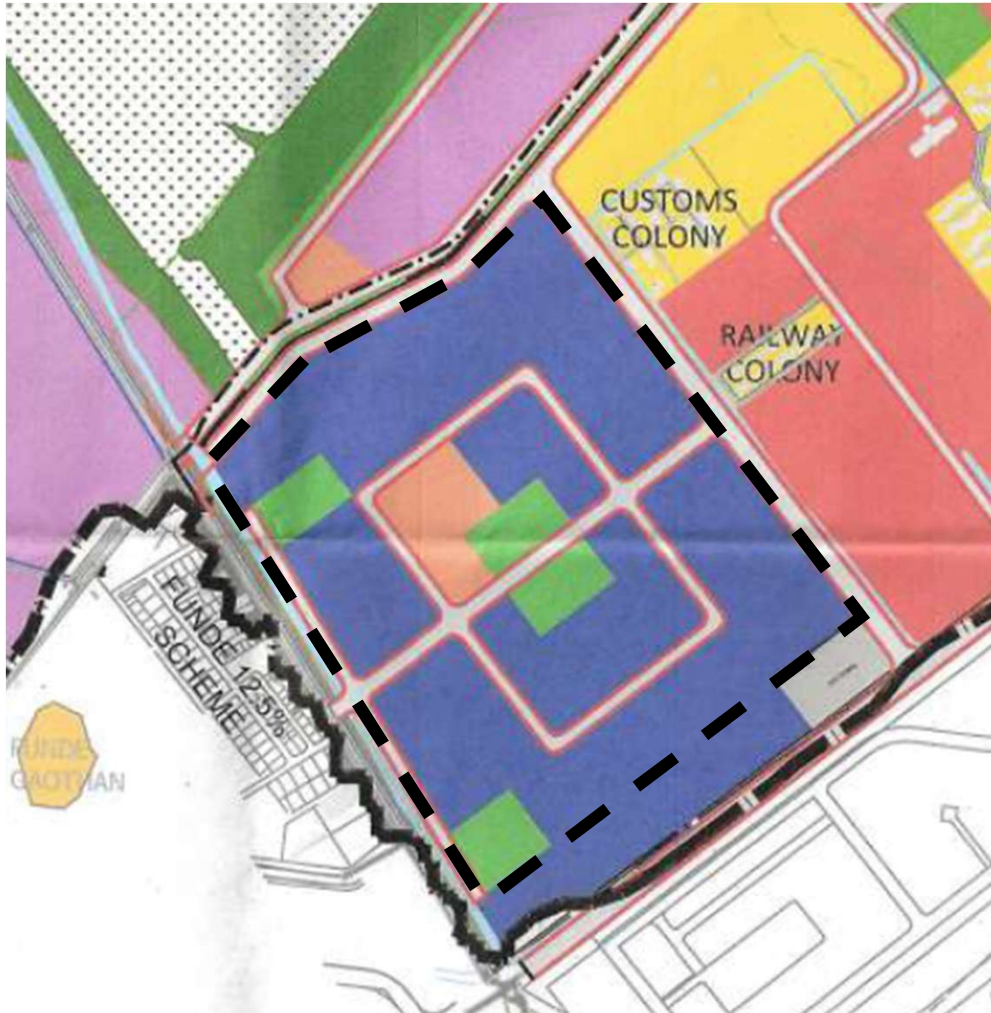 CUSTOMS
COLONY
RAILWAY
COLONY
FUNDE 12.5%
SCHEME
FUNDE
GAOTHAN